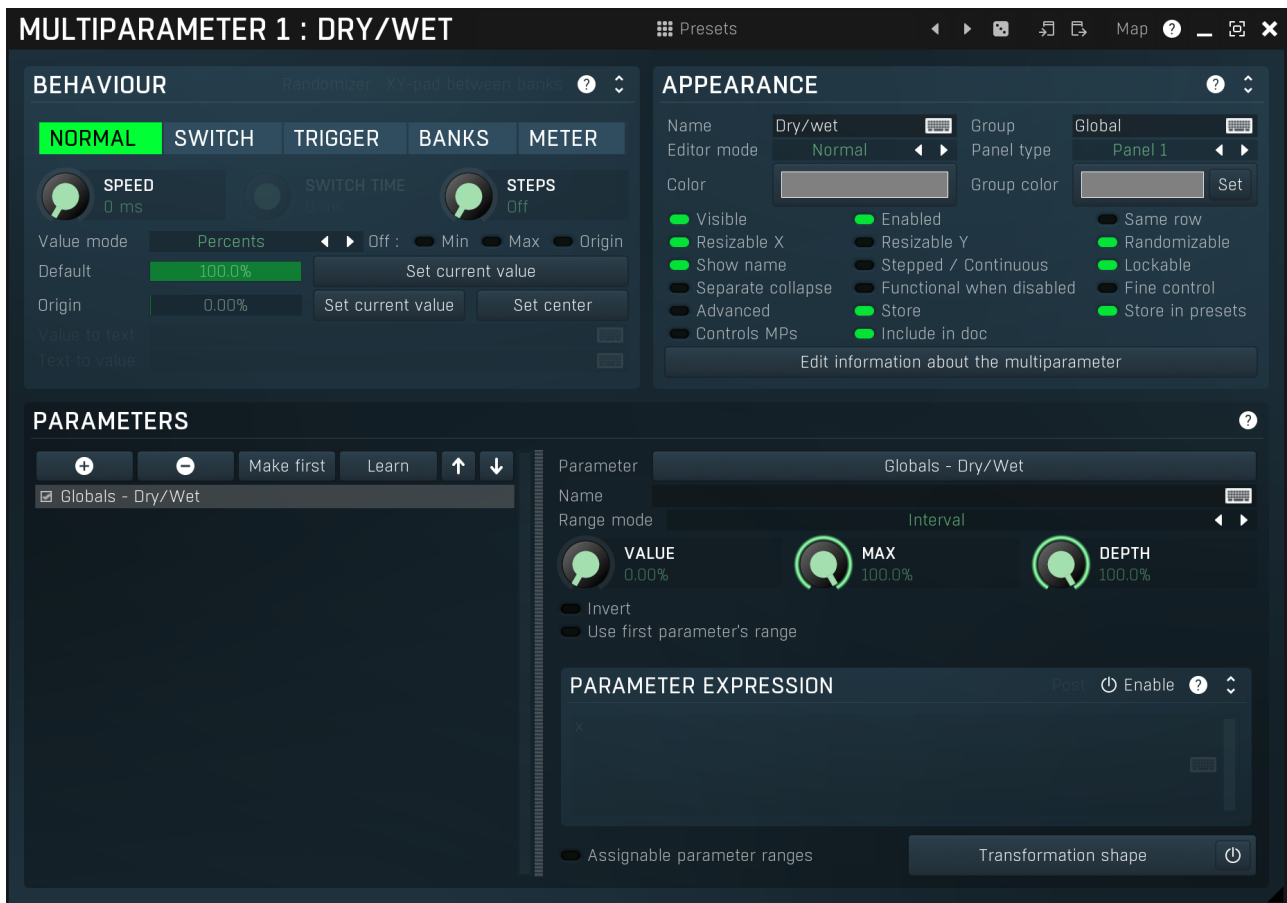 MULTIPARAMETER 1 : DRY/WET Presets Map ?
BEHAVIOUR Randomizer XY-pad between banks ?
NORMAL SWITCH TRIGGER BANKS METER
SPEED SWITCH TIME STEPS
0 ms Off
Value mode Percents Off : Min Max Origin
Default 100.0% Set current value
Origin 0.00% Set current value Set center
Value to text
Text to value
APPEARANCE ?
Name Dry/wet Group Global
Editor mode Normal Panel type Panel 1
Color Group color Set
Visible Enabled Same row
Resizable X Resizable Y Randomizable
Show name Stepped / Continuous Lockable
Separate collapse Functional when disabled Fine control
Advanced Store Store in presets
Controls MPs Include in doc
Edit information about the multiparameter
PARAMETERS ?
Make first Learn
Globals - Dry/Wet
Parameter Globals - Dry/Wet
Name
Range mode Interval
VALUE MAX DEPTH
0.00% 100.0% 100.0%
Invert
Use first parameter's range
PARAMETER EXPRESSION Post Enable ?
x
Assignable parameter ranges Transformation shape